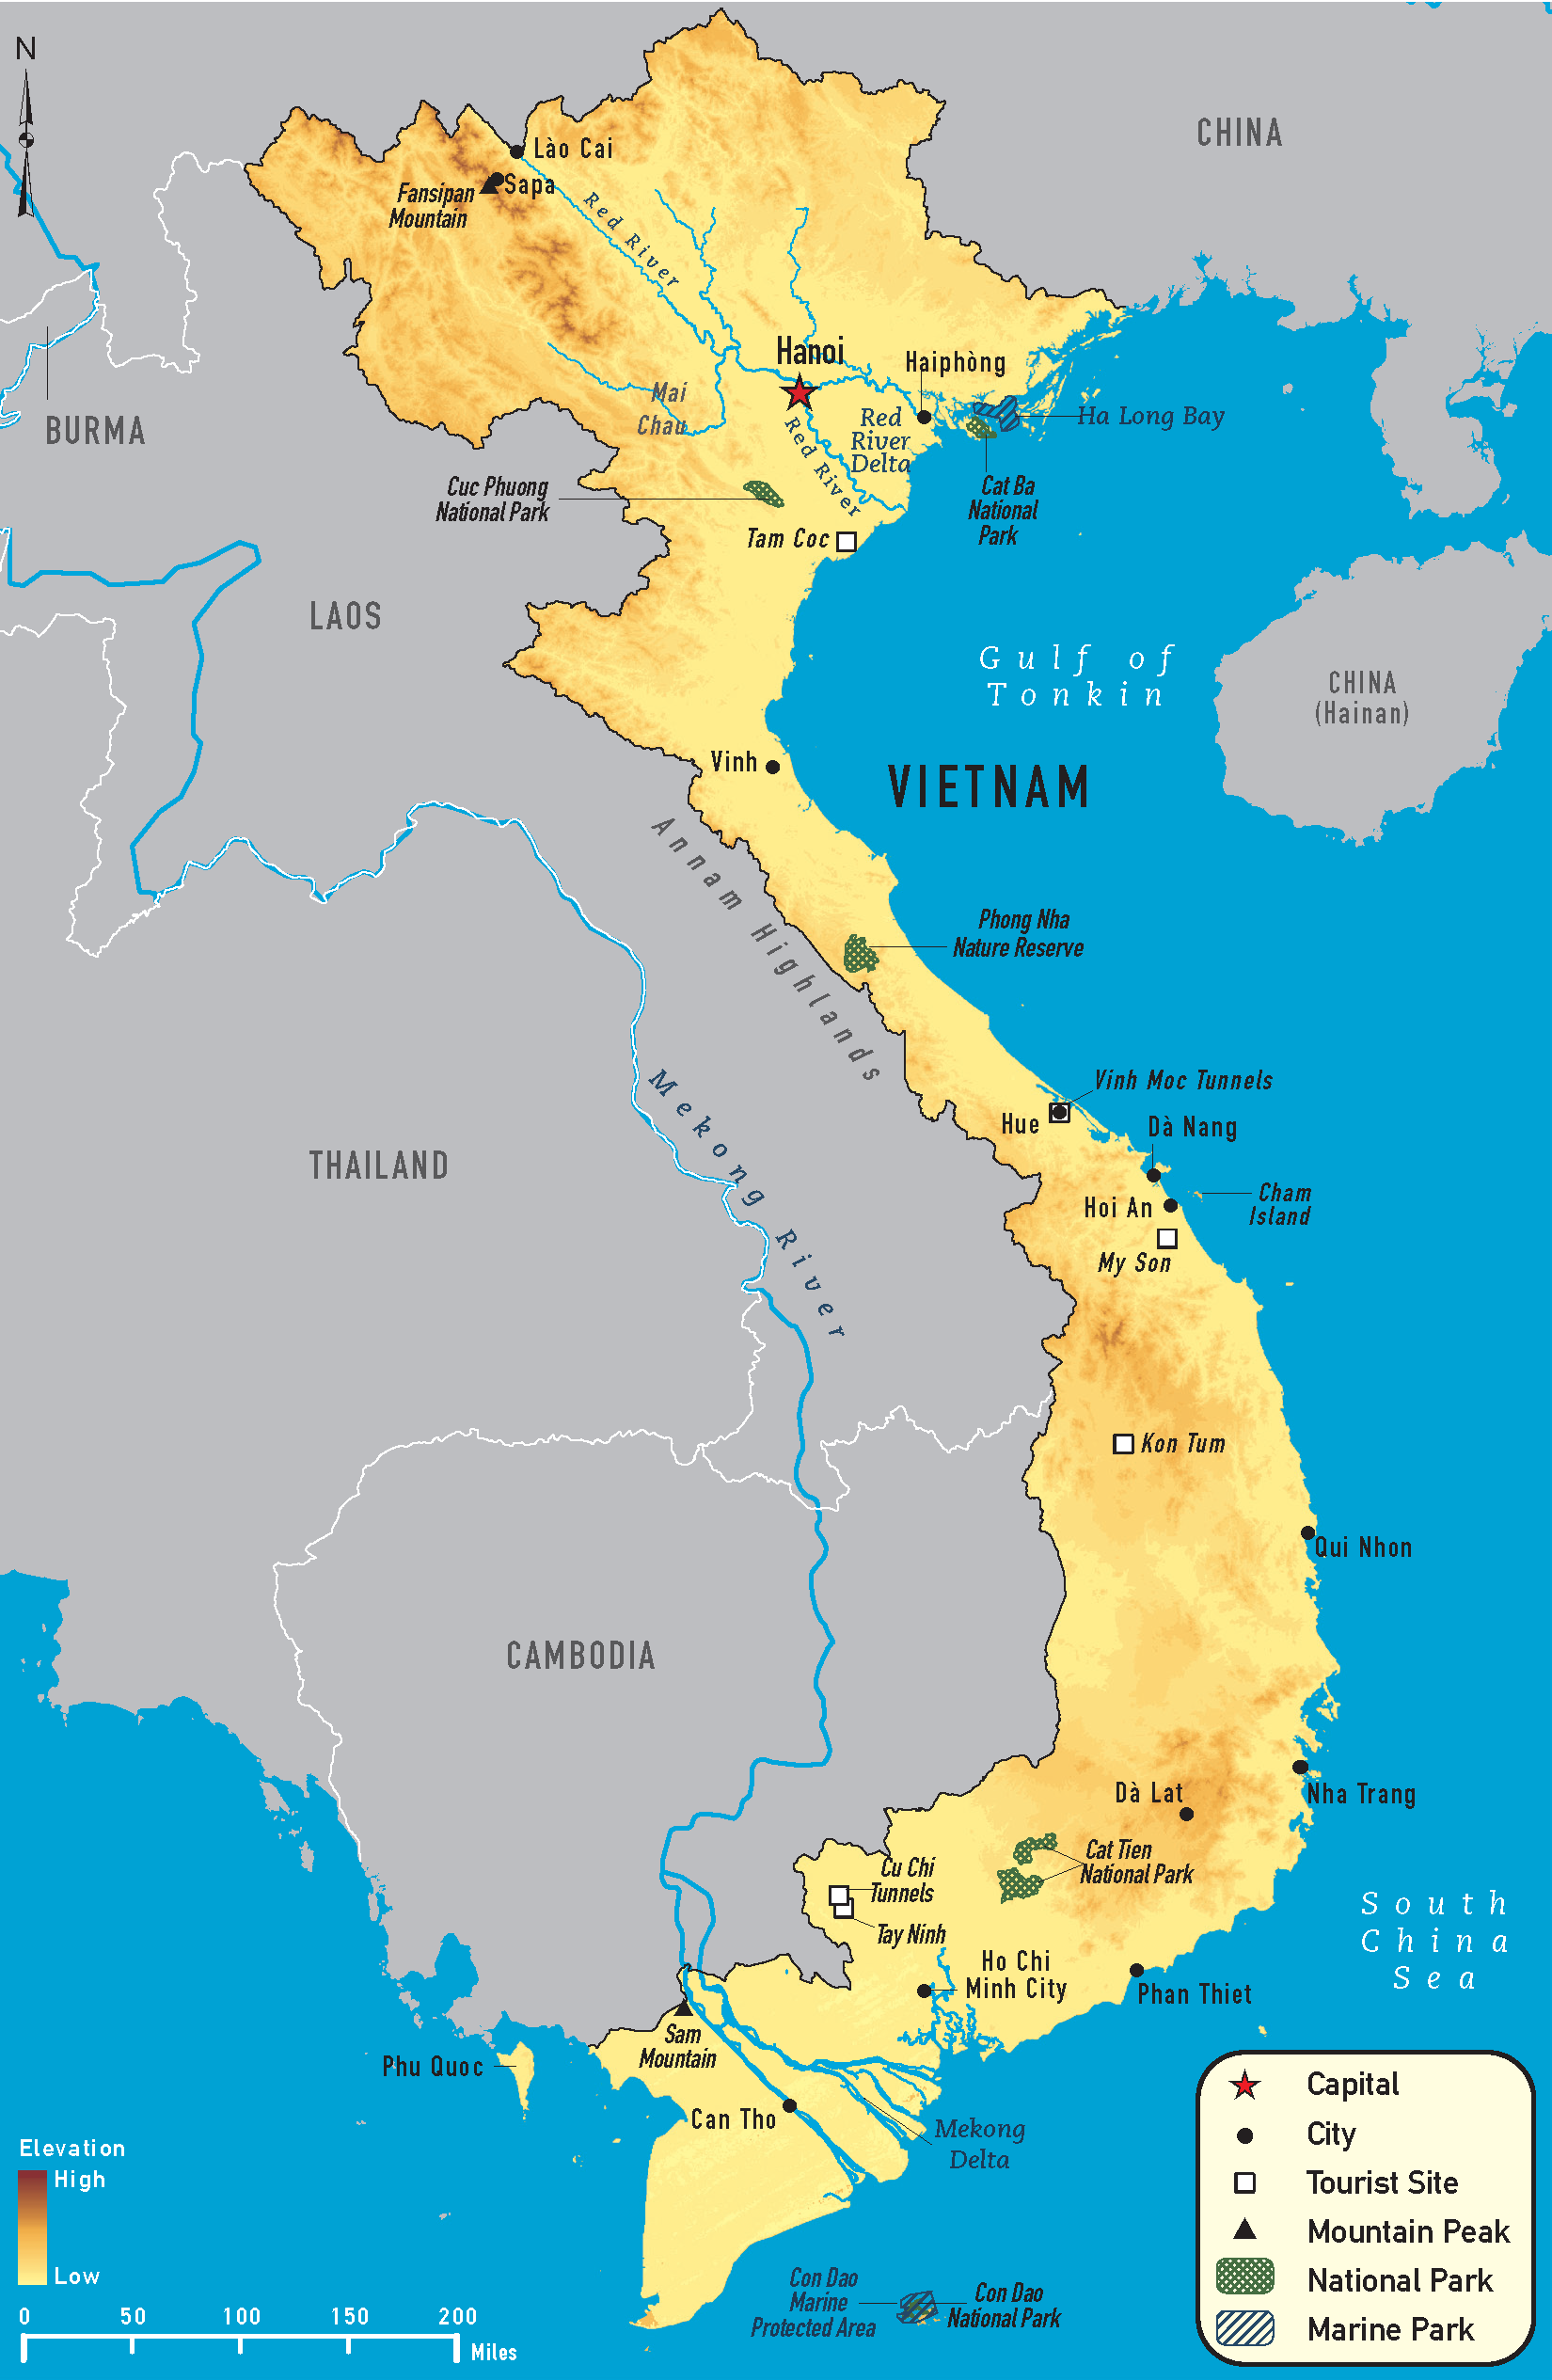 N
CHINA
Lào Cai
Sapa
Fansipan
Mountain
Red River
Hanoi
Haiphòng
Mai
Chau
Red
River
Delta
Ha Long Bay
BURMA
Red River
Cuc Phuong
National Park
Cat Ba
National
Park
Tam Coc
LAOS
Gulf of
Tonkin
CHINA
(Hainan)
Vinh
VIETNAM
Annam Highlands
Phong Nha
Nature Reserve
Mekong River
Vinh Moc Tunnels
Hue
Dà Nang
THAILAND
Cham
Island
Hoi An
My Son
Kon Tum
Qui Nhon
CAMBODIA
Dà Lat
Nha Trang
Cat Tien
National Park
Cu Chi
Tunnels
Tay Ninh
South
China
Sea
Ho Chi
Minh City
Phan Thiet
Sam
Mountain
Phu Quoc
Can Tho
Mekong
Delta
Con Dao
Marine
Protected Area
Con Dao
National Park
Elevation
High
Low
0 50 100 150 200
Miles
Capital
City
Tourist Site
Mountain Peak
National Park
Marine Park